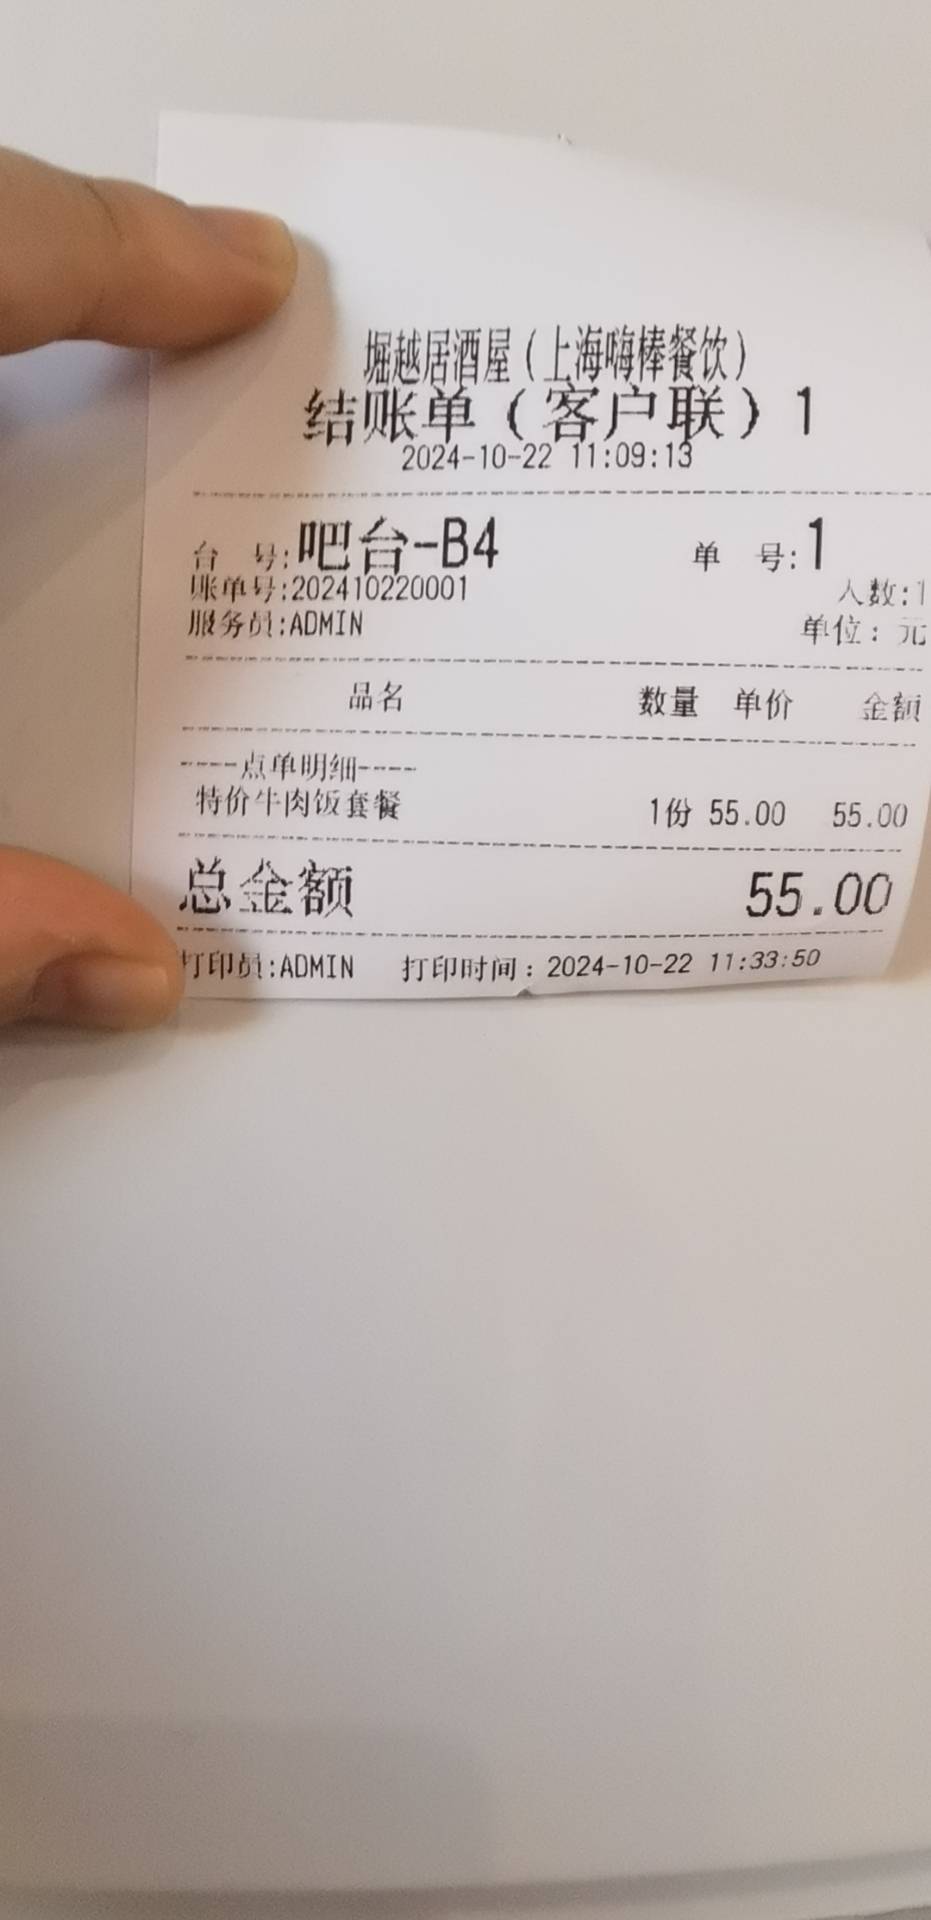 堀越居酒屋(上海嗨棒餐饮)
结账单(客户联)1
2024-10-22 11:09:13
台 号:吧台-B4 单 号:1
账单号:202410220001 人数:1
服务员:ADMIN 单位:元
品名 数量 单价 金额
----点单明细----
特价牛肉饭套餐 1份 55.00 55.00
总金额 55.00
打印员:ADMIN 打印时间:2024-10-22 11:33:50